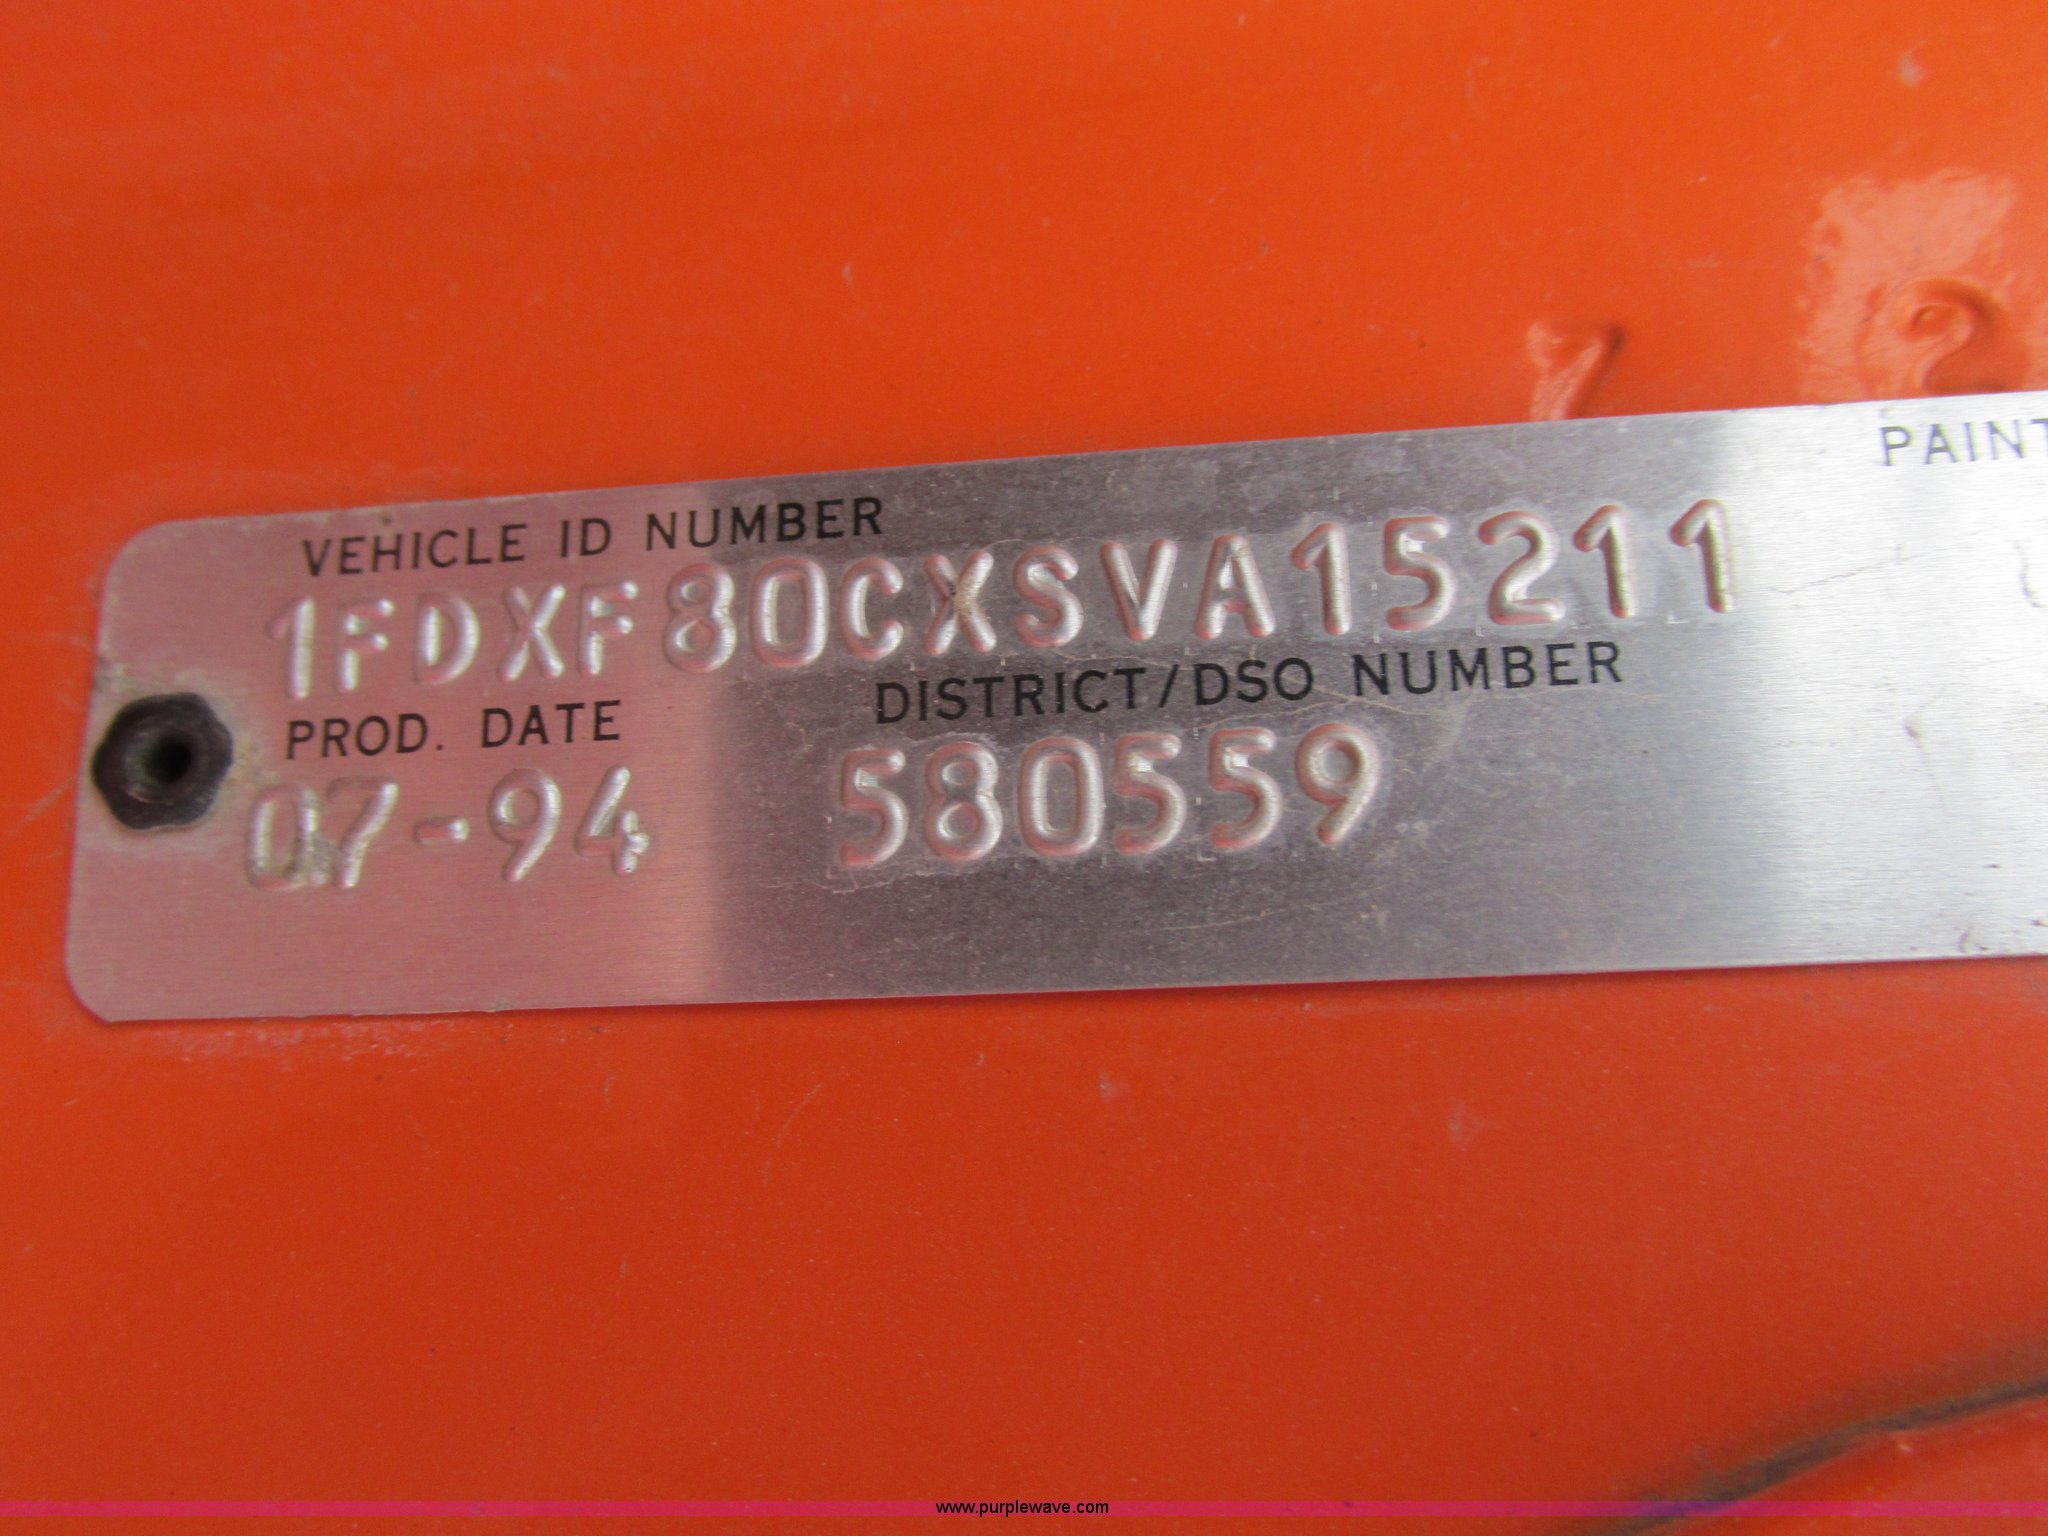 PAINT
VEHICLE ID NUMBER
1FDXF80CXSVA15211
PROD. DATE DISTRICT/DSO NUMBER
07-94 580559
www.purplewave.com